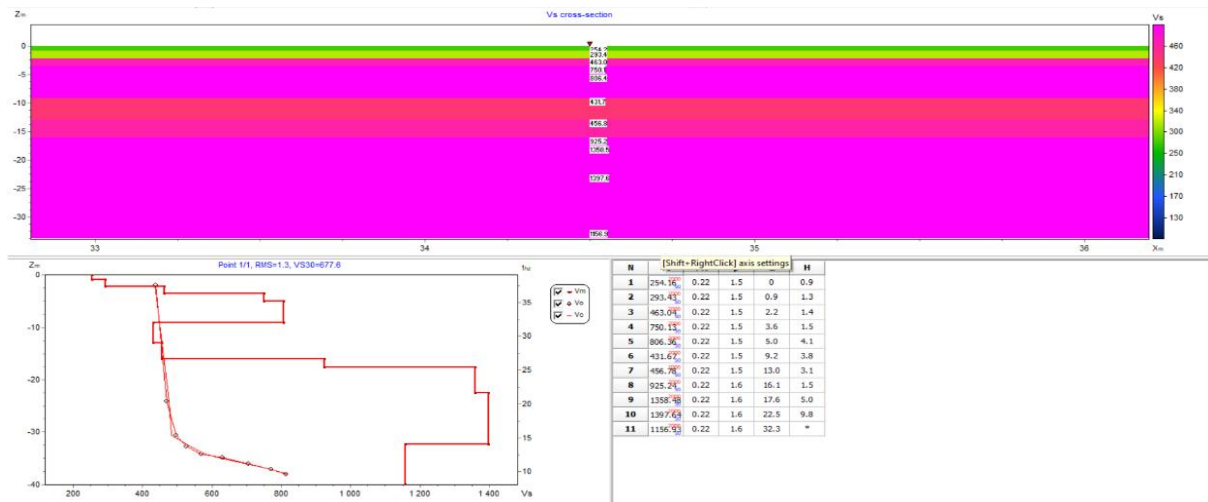 Zм Vs cross-section Vs
0
-5
-10
-15
-20
-25
-30
254.2
293.4
463.0
750.1
806.4
431.7
456.8
925.2
1358.5
1397.6
1156.9
460
420
380
340
300
250
210
170
130
33 34 35 36 Xм
Zм Point 1/1, RMS=1.3, VS30=677.6
0
-10
-20
-30
-40
35
30
25
20
15
10
200 400 600 800 1 000 1 200 1 400 Vs
Vm
Vo
Vo
[Shift+RightClick] axis settings
N H
1 254.16 0.22 1.5 0 0.9
2 293.43 0.22 1.5 0.9 1.3
3 463.04 0.22 1.5 2.2 1.4
4 750.13 0.22 1.5 3.6 1.5
5 806.36 0.22 1.5 5.0 4.1
6 431.67 0.22 1.5 9.2 3.8
7 456.78 0.22 1.5 13.0 3.1
8 925.24 0.22 1.6 16.1 1.5
9 1358.48 0.22 1.6 17.6 5.0
10 1397.64 0.22 1.6 22.5 9.8
11 1156.93 0.22 1.6 32.3 *